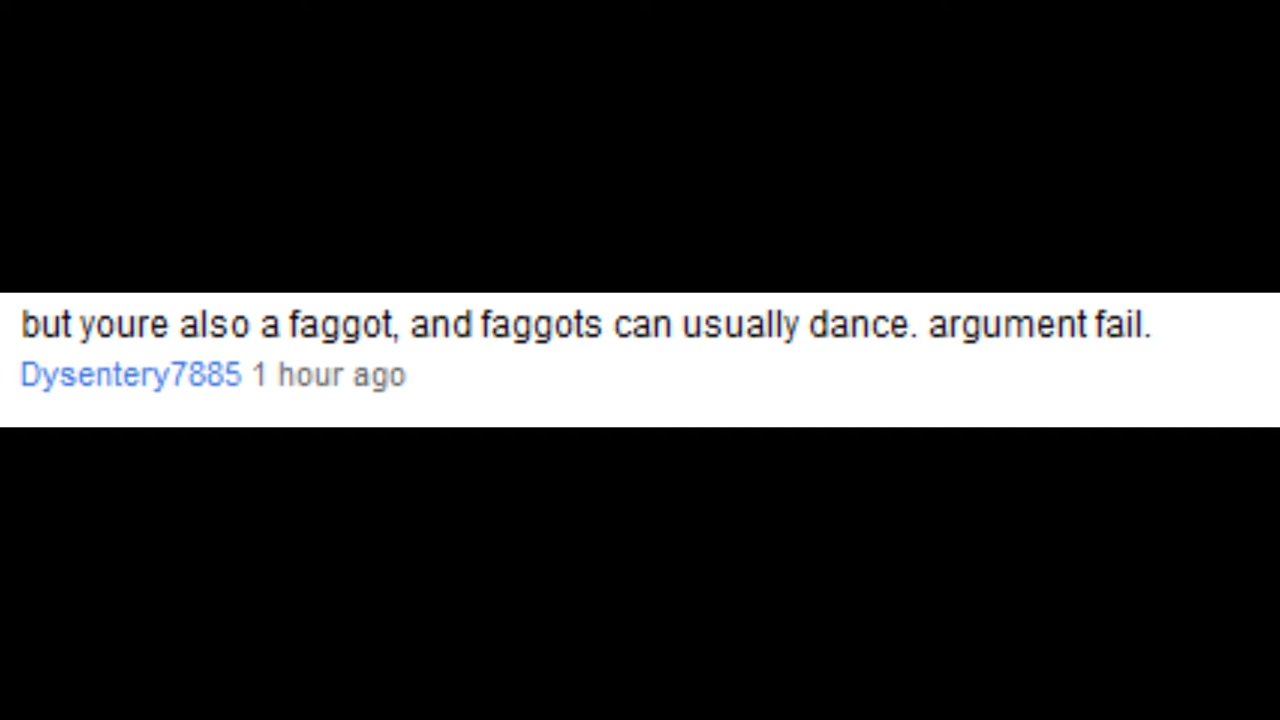 but youre also a faggot, and faggots can usually dance. argument fail.
Dysentery7885 1 hour ago